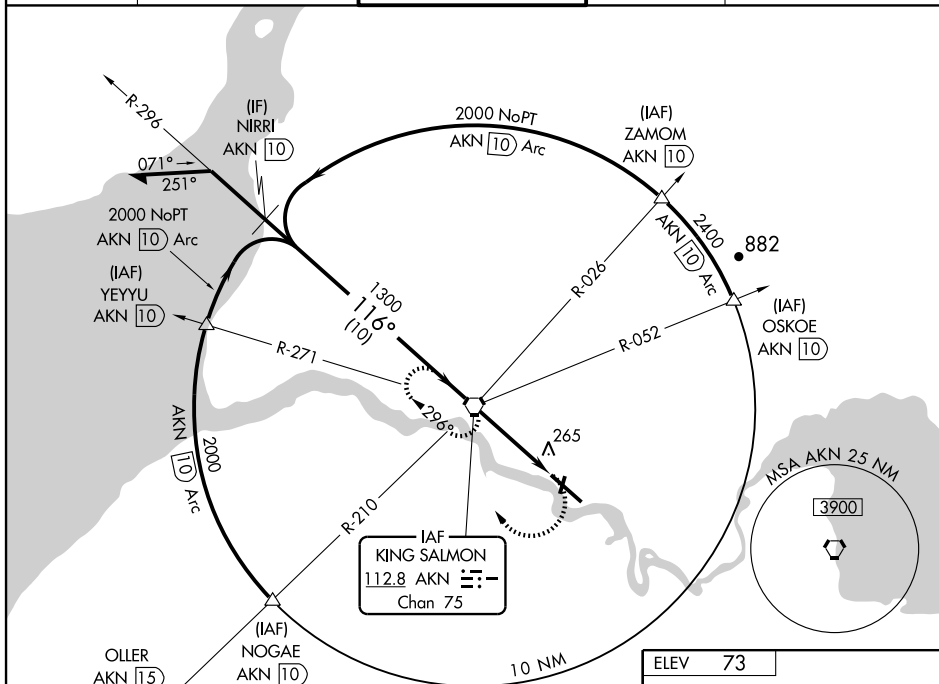 R-296
071°
251°
(IF)
NIRRI
AKN 10
2000 NoPT
AKN 10 Arc
(IAF)
ZAMOM
AKN 10
2400
AKN 10 Arc
882
2000 NoPT
AKN 10 Arc
(IAF)
YEYYU
AKN 10
R-271
1300
116°
(10)
R-026
R-052
(IAF)
OSKOE
AKN 10
296°
265
AKN 10 Arc
2000
R-210
MSA AKN 25 NM
3900
IAF
KING SALMON
112.8 AKN
Chan 75
(IAF)
NOGAE
AKN 10
OLLER
AKN 15
10 NM
ELEV 73